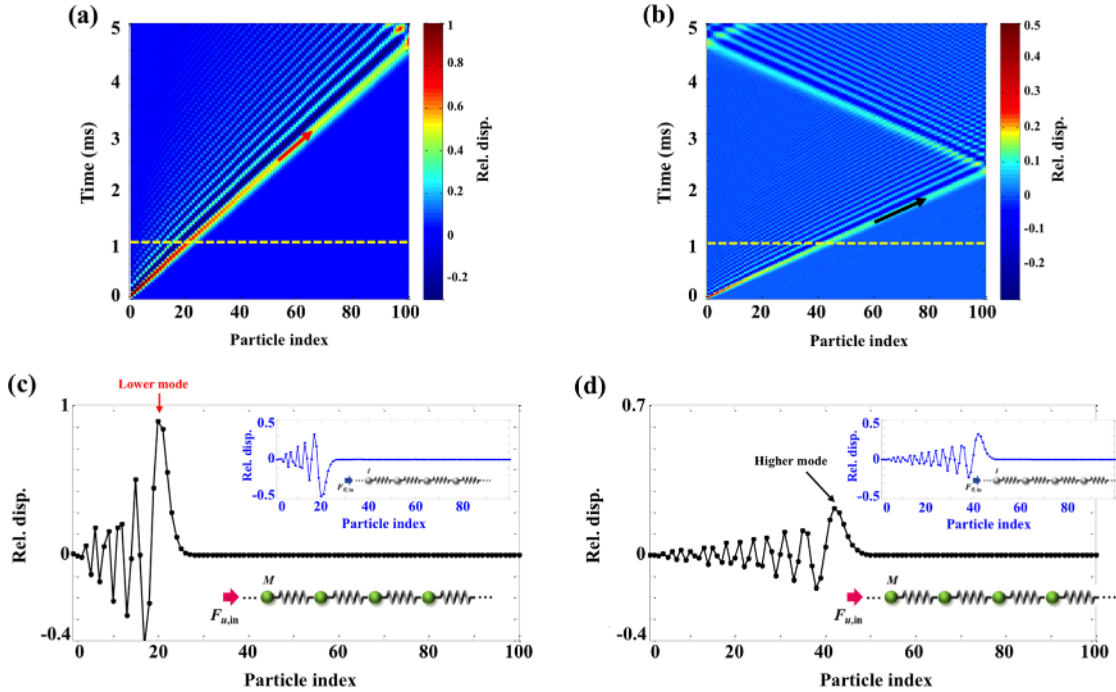 (a)
5
4
3
2
1
0
Time (ms)
0 20 40 60 80 100
Particle index
1
0.8
0.6
0.4
0.2
0
-0.2
Rel. disp.
(b)
5
4
3
2
1
0
Time (ms)
0 20 40 60 80 100
Particle index
0.5
0.4
0.3
0.2
0.1
0
-0.1
-0.2
Rel. disp.
(c)
Lower mode
1
0
-0.4
Rel. disp.
0.5
0
-0.5
Rel. disp.
I
Fθ,in
0 20 40 60 80
Particle index
M
Fu,in
0 20 40 60 80 100
Particle index
(d)
0.7
0
-0.4
Rel. disp.
Higher mode
0.5
0
-0.5
Rel. disp.
I
Fθ,in
0 20 40 60 80
Particle index
M
Fu,in
0 20 40 60 80 100
Particle index